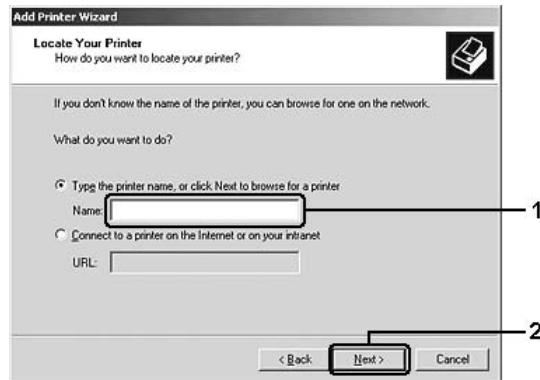 Add Printer Wizard
Locate Your Printer
How do you want to locate your printer?
If you don't know the name of the printer, you can browse for one on the network.
What do you want to do?
Type the printer name, or click Next to browse for a printer
Name:
1
Connect to a printer on the Internet or on your intranet
URL:
2
< Back
Next >
Cancel